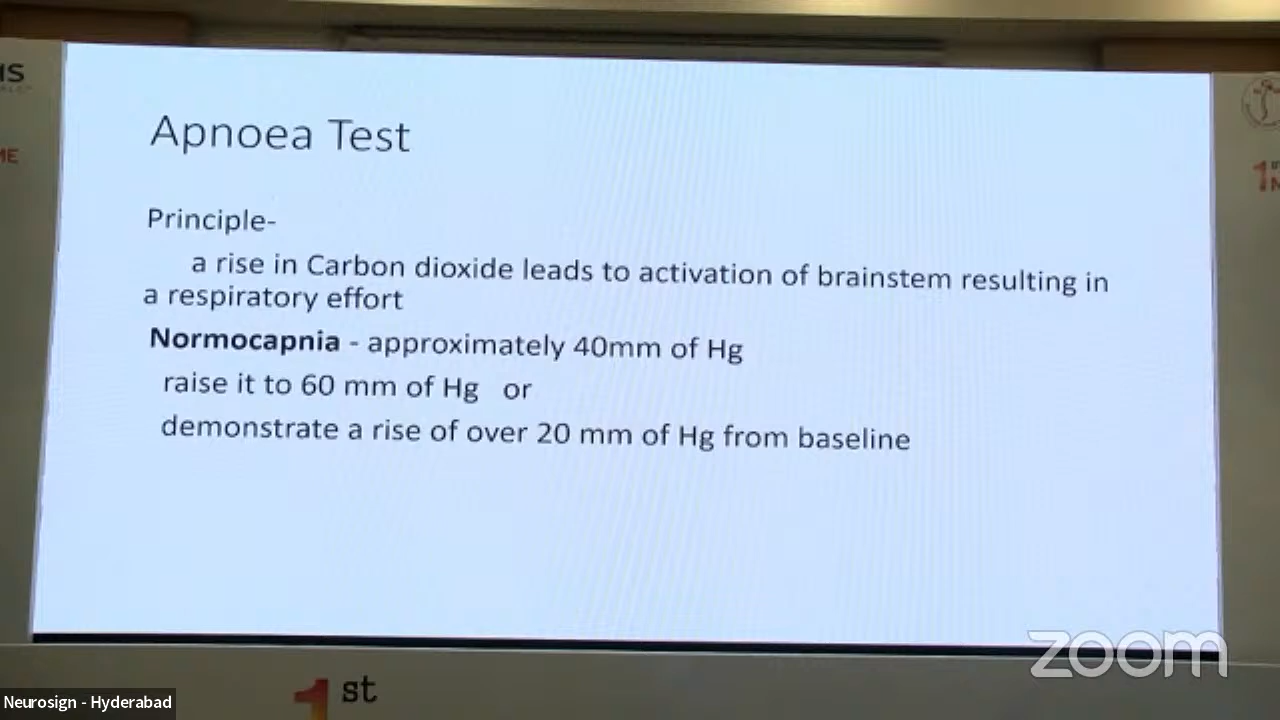 Apnoea Test
Principle-
a rise in Carbon dioxide leads to activation of brainstem resulting in
a respiratory effort
Normocapnia - approximately 40mm of Hg
raise it to 60 mm of Hg or
demonstrate a rise of over 20 mm of Hg from baseline
zoom
1st
Neurosign - Hyderabad